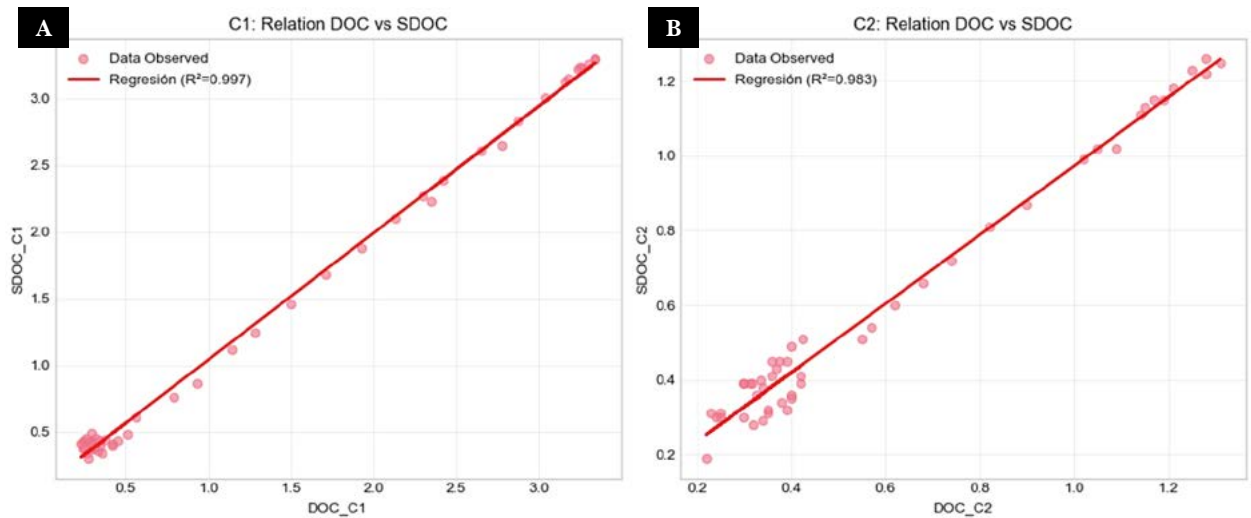 A
C1: Relation DOC vs SDOC
Data Observed
Regresión (R²=0.997)
3.0
2.5
2.0
1.5
1.0
0.5
SDOC_C1
0.5 1.0 1.5 2.0 2.5 3.0
DOC_C1
B
C2: Relation DOC vs SDOC
Data Observed
Regresión (R²=0.983)
1.2
1.0
0.8
0.6
0.4
0.2
SDOC_C2
0.2 0.4 0.6 0.8 1.0 1.2
DOC_C2